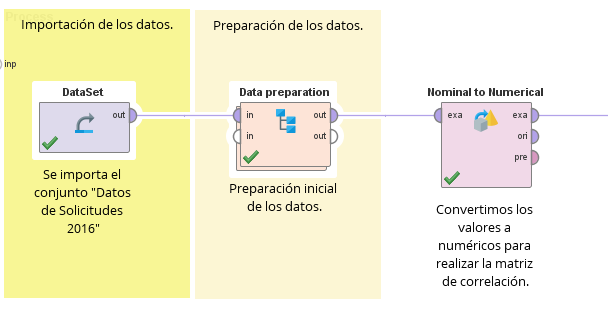 Importación de los datos.
Preparación de los datos.
inp
DataSet
out
Se importa el
conjunto "Datos
de Solicitudes
2016"
Data preparation
in
out
in
out
Preparación inicial
de los datos.
Nominal to Numerical
exa
exa
ori
pre
Convertimos los
valores a
numéricos para
realizar la matriz
de correlación.